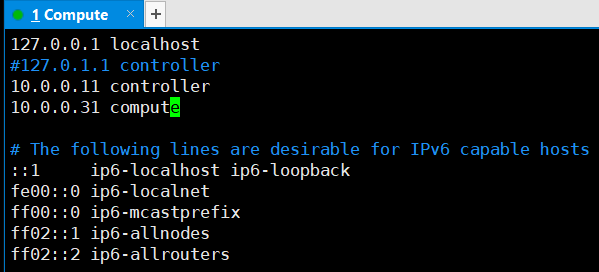 1 Compute × +
127.0.0.1 localhost
#127.0.1.1 controller
10.0.0.11 controller
10.0.0.31 compute
# The following lines are desirable for IPv6 capable hosts
::1     ip6-localhost ip6-loopback
fe00::0 ip6-localnet
ff00::0 ip6-mcastprefix
ff02::1 ip6-allnodes
ff02::2 ip6-allrouters